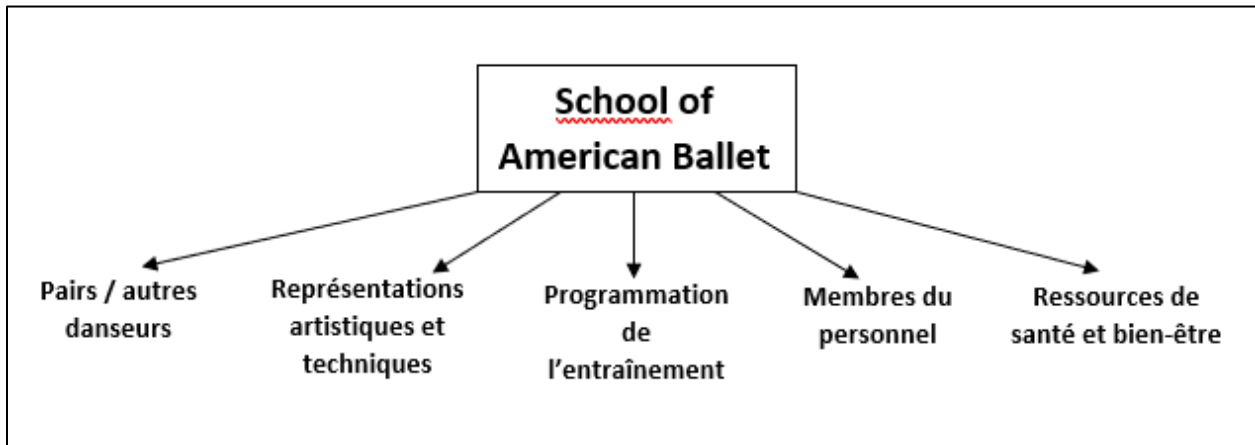 School of
American Ballet
Pairs / autres
danseurs
Représentations
artistiques et
techniques
Programmation
de
l'entraînement
Membres du
personnel
Ressources de
santé et bien-être